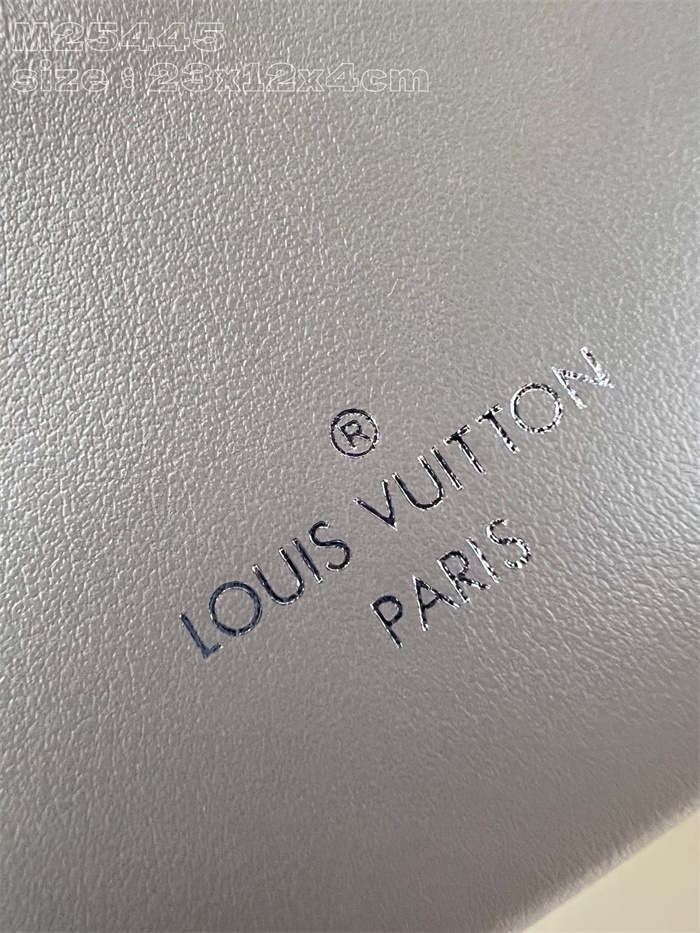 M25445
size : 23x12x4cm
®
LOUIS VUITTON
PARIS